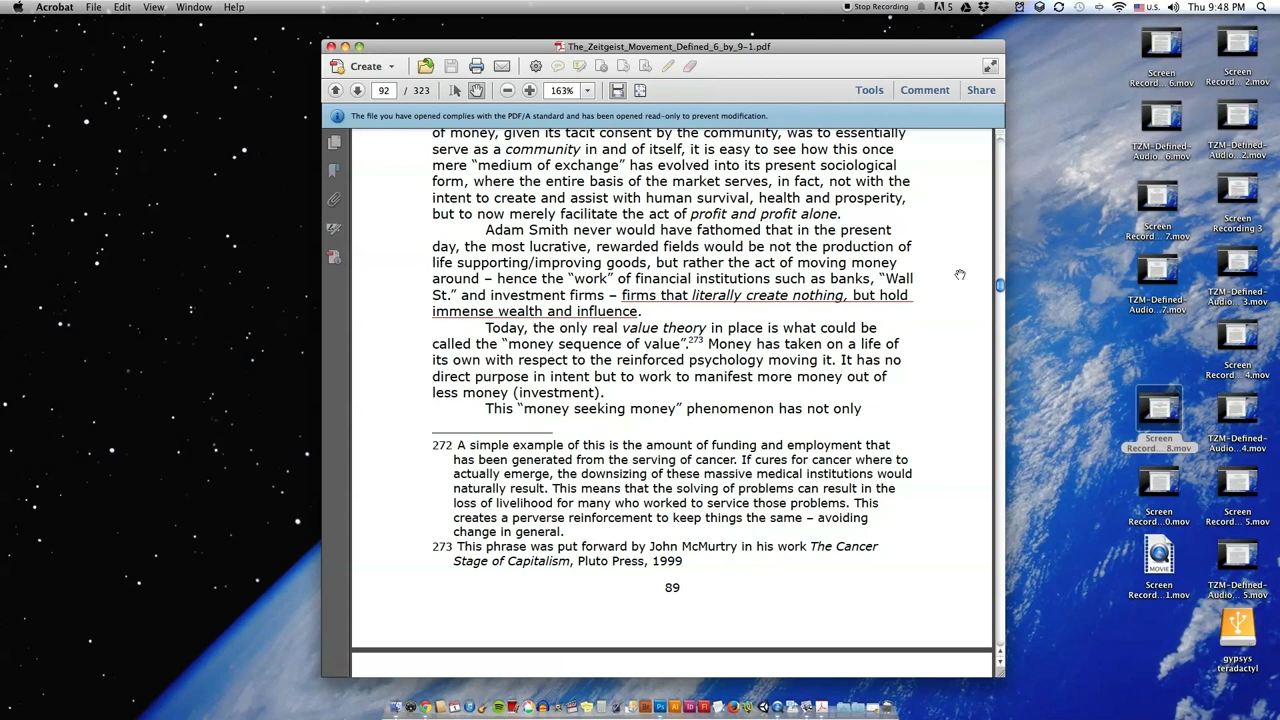 Acrobat File Edit View Window Help
Stop Recording 5 U.S. Thu 9:48 PM
The_Zeitgeist_Movement_Defined_6_by_9-1.pdf
Create
92 / 323 163% Tools Comment Share
The file you have opened complies with the PDF/A standard and has been opened read-only to prevent modification.
of money, given its tacit consent by the community, was to essentially
serve as a community in and of itself, it is easy to see how this once
mere “medium of exchange” has evolved into its present sociological
form, where the entire basis of the market serves, in fact, not with the
intent to create and assist with human survival, health and prosperity,
but to now merely facilitate the act of profit and profit alone.
Adam Smith never would have fathomed that in the present
day, the most lucrative, rewarded fields would be not the production of
life supporting/improving goods, but rather the act of moving money
around – hence the “work” of financial institutions such as banks, “Wall
St.” and investment firms – firms that literally create nothing, but hold
immense wealth and influence.
Today, the only real value theory in place is what could be
called the “money sequence of value”.273 Money has taken on a life of
its own with respect to the reinforced psychology moving it. It has no
direct purpose in intent but to work to manifest more money out of
less money (investment).
This “money seeking money” phenomenon has not only
272 A simple example of this is the amount of funding and employment that
has been generated from the serving of cancer. If cures for cancer where to
actually emerge, the downsizing of these massive medical institutions would
naturally result. This means that the solving of problems can result in the
loss of livelihood for many who worked to service those problems. This
creates a perverse reinforcement to keep things the same – avoiding
change in general.
273 This phrase was put forward by John McMurtry in his work The Cancer
Stage of Capitalism, Pluto Press, 1999
89
Screen
Record... 6.mov
Screen
Record... 2.mov
TZM-Defined
-Audio... 6.mov
TZM-Defined-
Audio... 2.mov
Screen
Record... 7.mov
Screen
Recording 3
TZM-Defined
-Audio... 7.mov
TZM-Defined
-Audio... 3.mov
Screen
Record... 4.mov
Screen
Record... 8.mov
TZM-Defined
-Audio... 4.mov
Screen
Record... 0.mov
Screen
Record... 5.mov
MOVIE
Screen
Record... 1.mov
TZM-Defined
-Audio... 5.mov
gypsys
teradactyl